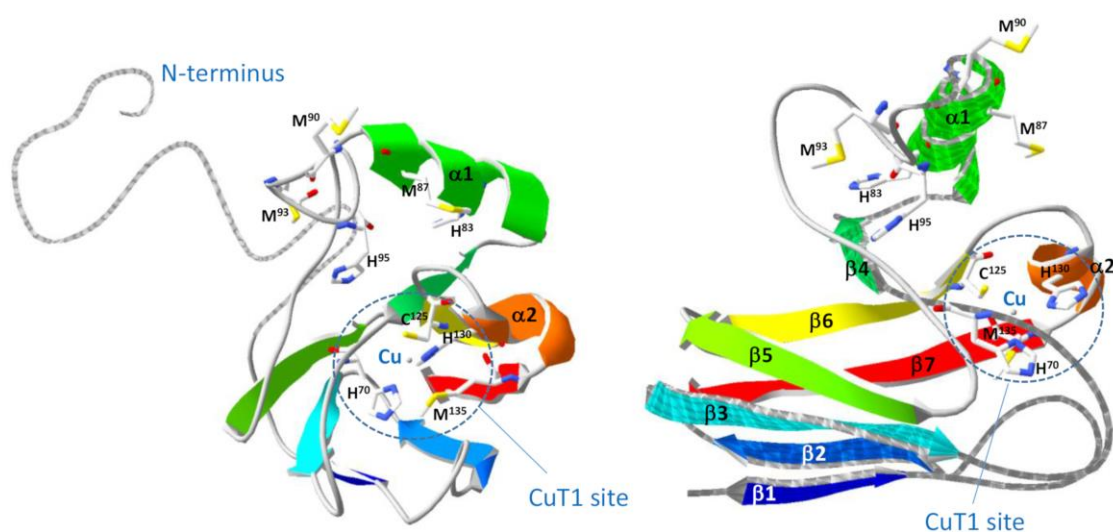 N-terminus
M⁹⁰
α1
M⁸⁷
M⁹³
H⁸³
H⁹⁵
C¹²⁵
α2
H¹³⁰
Cu
H⁷⁰
M¹³⁵
CuT1 site
M⁹⁰
α1
M⁸⁷
M⁹³
H⁸³
H⁹⁵
β4
C¹²⁵
H¹³⁰
α2
Cu
β6
M¹³⁵
β5
β7
H⁷⁰
β3
β2
β1
CuT1 site